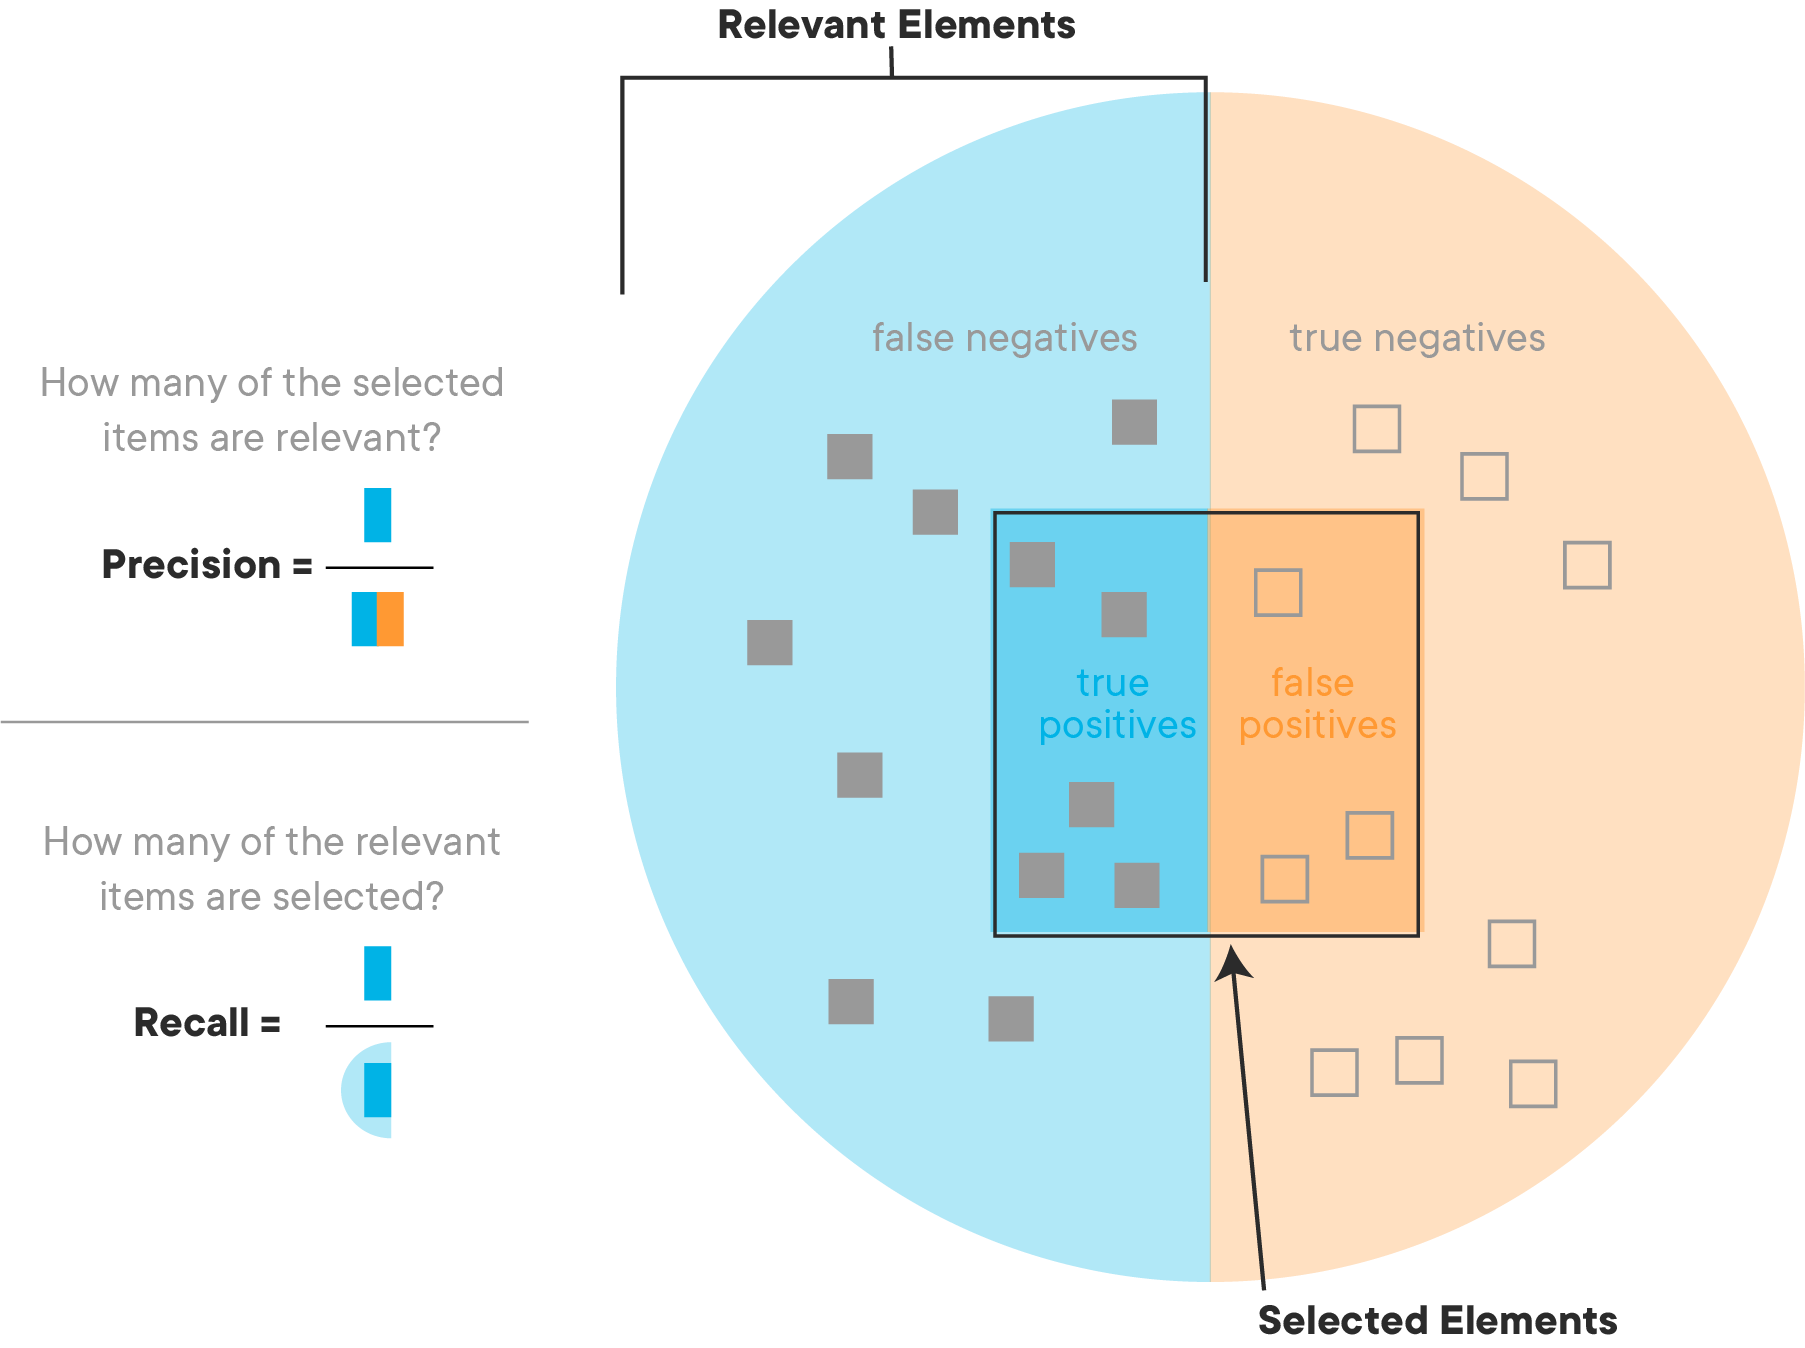 Relevant Elements
false negatives
true negatives
How many of the selected
items are relevant?
Precision =
true
positives
false
positives
How many of the relevant
items are selected?
Recall =
Selected Elements